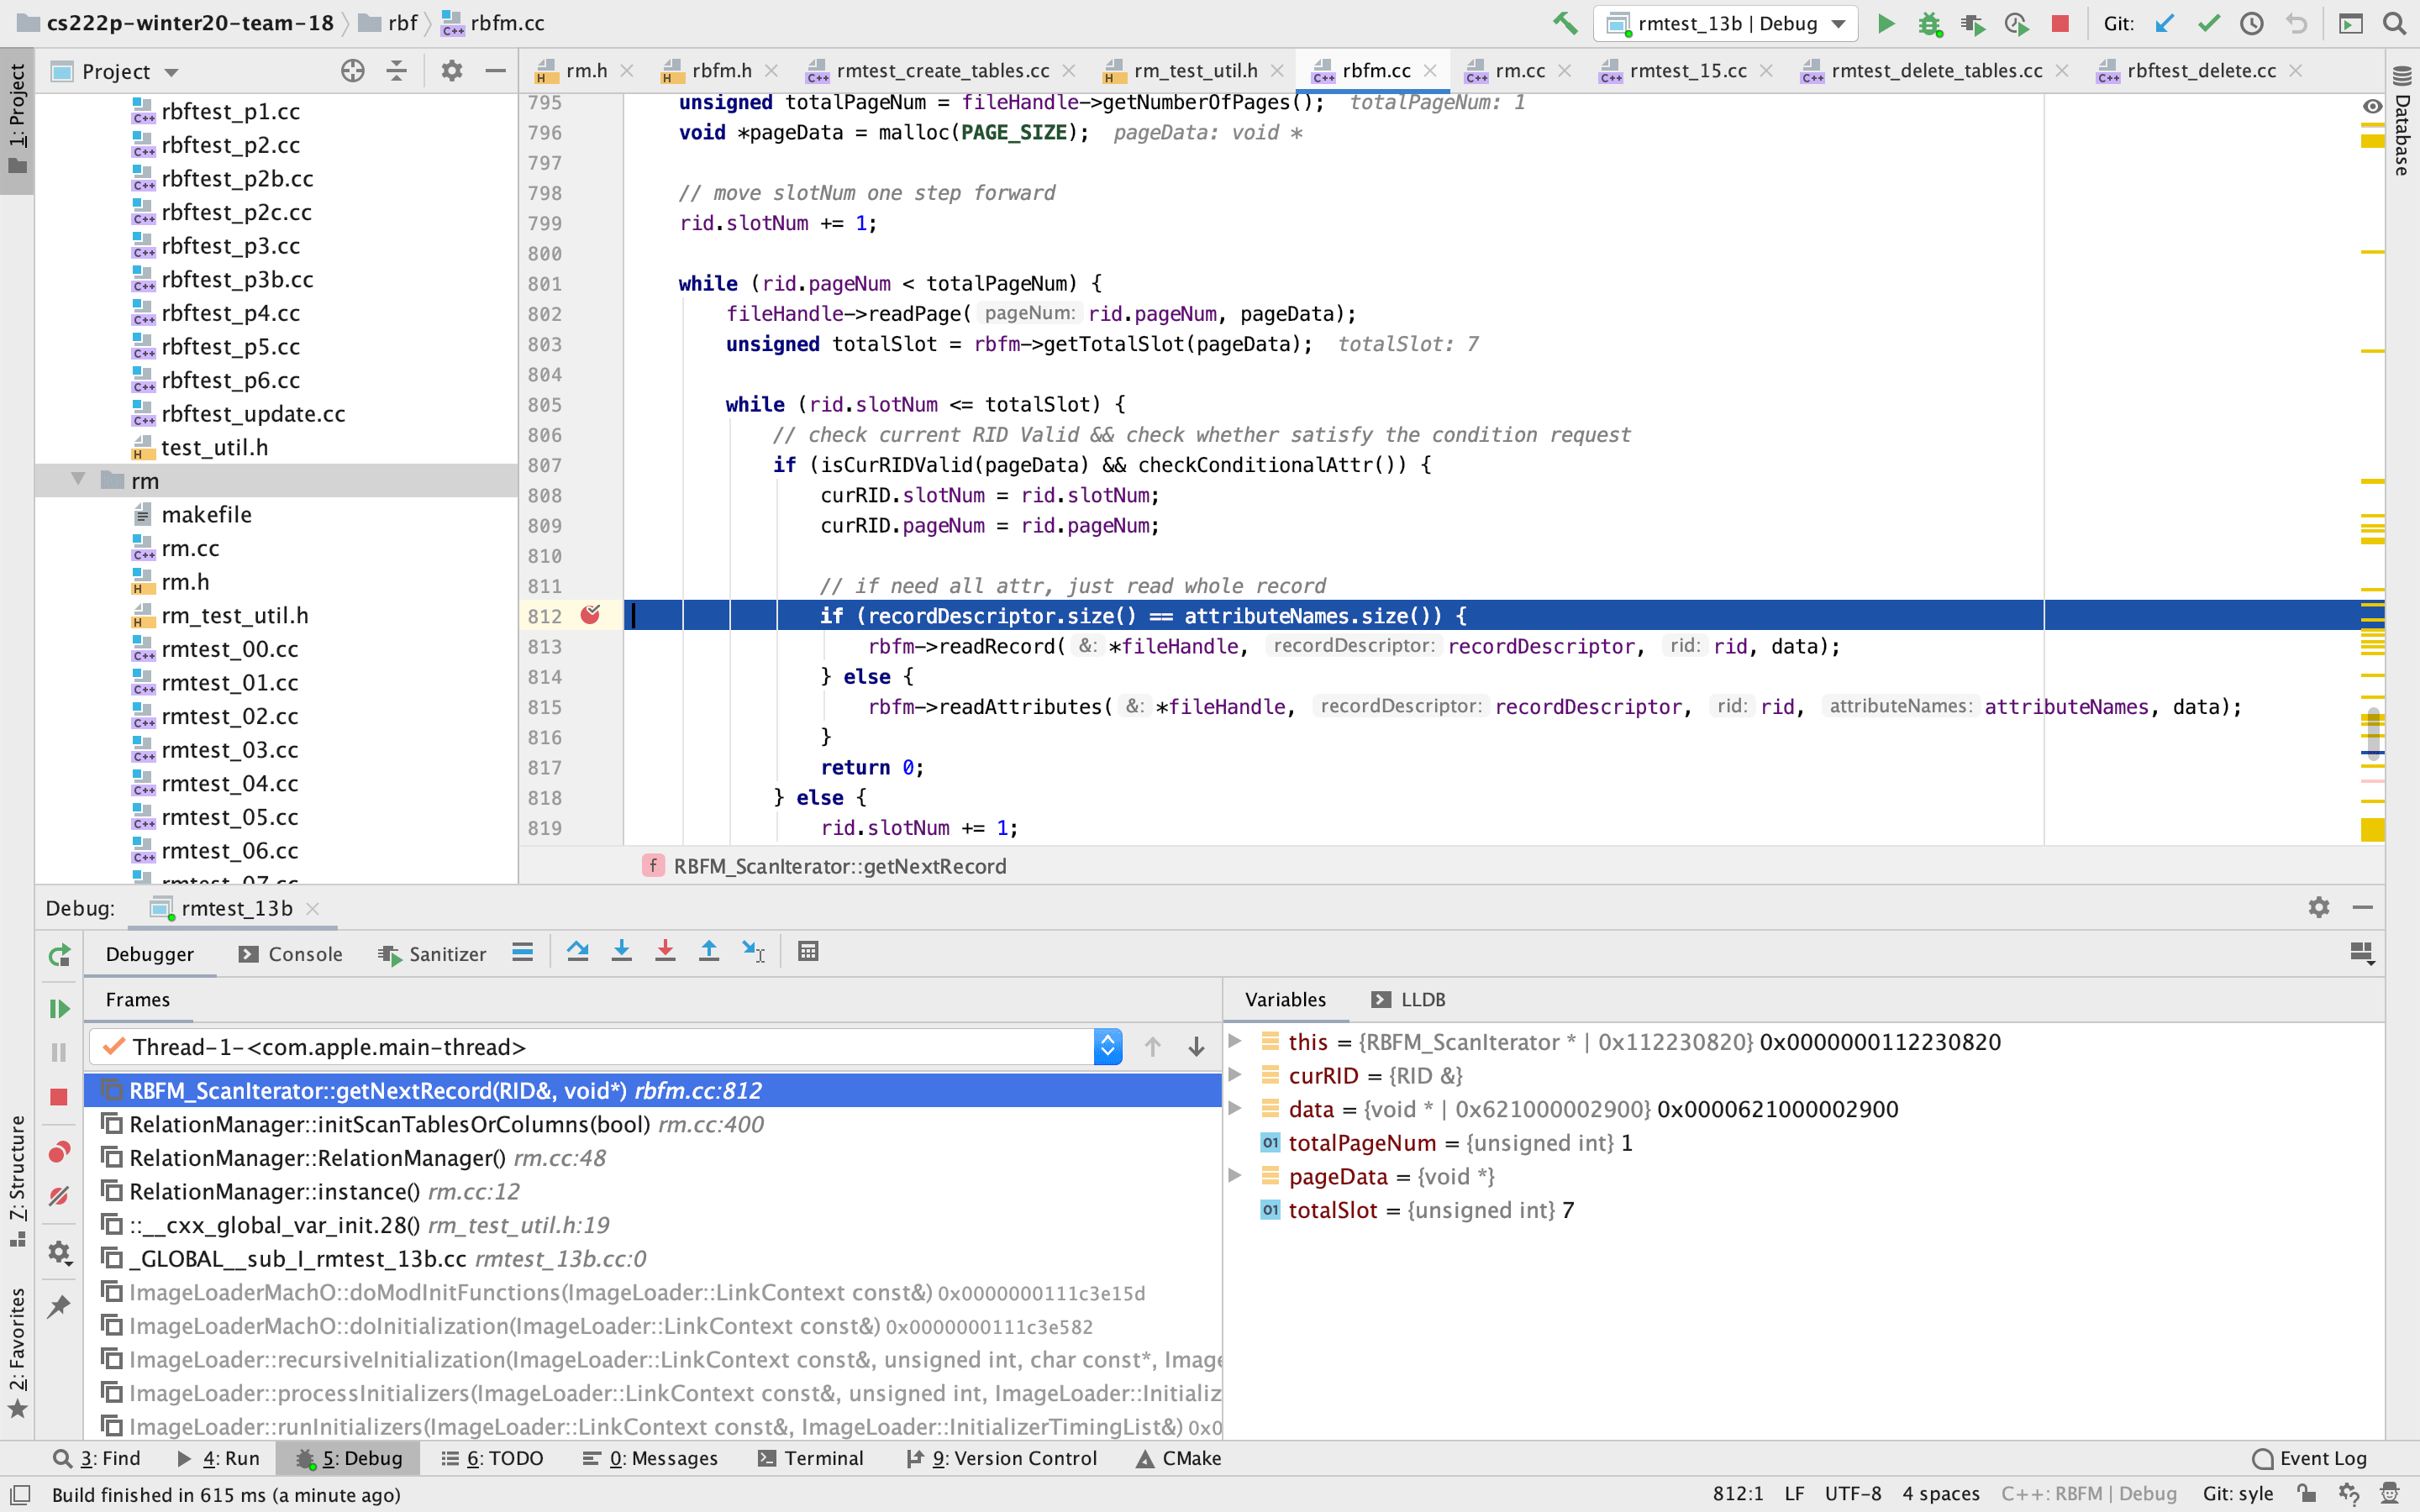 cs222p-winter20-team-18 rbf rbfm.cc rmtest_13b | Debug Git:
1: Project Project rm.h rbfm.h rmtest_create_tables.cc rm_test_util.h rbfm.cc rm.cc rmtest_15.cc rmtest_delete_tables.cc rbftest_delete.cc Database
rbftest_p1.cc
rbftest_p2.cc
rbftest_p2b.cc
rbftest_p2c.cc
rbftest_p3.cc
rbftest_p3b.cc
rbftest_p4.cc
rbftest_p5.cc
rbftest_p6.cc
rbftest_update.cc
test_util.h
rm
makefile
rm.cc
rm.h
rm_test_util.h
rmtest_00.cc
rmtest_01.cc
rmtest_02.cc
rmtest_03.cc
rmtest_04.cc
rmtest_05.cc
rmtest_06.cc
rmtest_07.cc
795 unsigned totalPageNum = fileHandle->getNumberOfPages(); totalPageNum: 1
796 void *pageData = malloc(PAGE_SIZE); pageData: void *
797
798 // move slotNum one step forward
799 rid.slotNum += 1;
800
801 while (rid.pageNum < totalPageNum) {
802 fileHandle->readPage( pageNum: rid.pageNum, pageData);
803 unsigned totalSlot = rbfm->getTotalSlot(pageData); totalSlot: 7
804
805 while (rid.slotNum <= totalSlot) {
806 // check current RID Valid && check whether satisfy the condition request
807 if (isCurRIDValid(pageData) && checkConditionalAttr()) {
808 curRID.slotNum = rid.slotNum;
809 curRID.pageNum = rid.pageNum;
810
811 // if need all attr, just read whole record
812 if (recordDescriptor.size() == attributeNames.size()) {
813 rbfm->readRecord( &: *fileHandle, recordDescriptor: recordDescriptor, rid: rid, data);
814 } else {
815 rbfm->readAttributes( &: *fileHandle, recordDescriptor: recordDescriptor, rid: rid, attributeNames: attributeNames, data);
816 }
817 return 0;
818 } else {
819 rid.slotNum += 1;
f RBFM_ScanIterator::getNextRecord
Debug: rmtest_13b
Debugger Console Sanitizer
Frames
Thread-1-<com.apple.main-thread>
RBFM_ScanIterator::getNextRecord(RID&, void*) rbfm.cc:812
RelationManager::initScanTablesOrColumns(bool) rm.cc:400
RelationManager::RelationManager() rm.cc:48
RelationManager::instance() rm.cc:12
::__cxx_global_var_init.28() rm_test_util.h:19
_GLOBAL__sub_I_rmtest_13b.cc rmtest_13b.cc:0
ImageLoaderMachO::doModInitFunctions(ImageLoader::LinkContext const&) 0x0000000111c3e15d
ImageLoaderMachO::doInitialization(ImageLoader::LinkContext const&) 0x0000000111c3e582
ImageLoader::recursiveInitialization(ImageLoader::LinkContext const&, unsigned int, char const*, Image
ImageLoader::processInitializers(ImageLoader::LinkContext const&, unsigned int, ImageLoader::Initializ
ImageLoader::runInitializers(ImageLoader::LinkContext const&, ImageLoader::InitializerTimingList&) 0x0
Variables LLDB
this = {RBFM_ScanIterator * | 0x112230820} 0x0000000112230820
curRID = {RID &}
data = {void * | 0x621000002900} 0x0000621000002900
01 totalPageNum = {unsigned int} 1
pageData = {void *}
01 totalSlot = {unsigned int} 7
7: Structure
2: Favorites
3: Find 4: Run 5: Debug 6: TODO 0: Messages Terminal 9: Version Control CMake Event Log
Build finished in 615 ms (a minute ago) 812:1 LF UTF-8 4 spaces C++: RBFM | Debug Git: syle